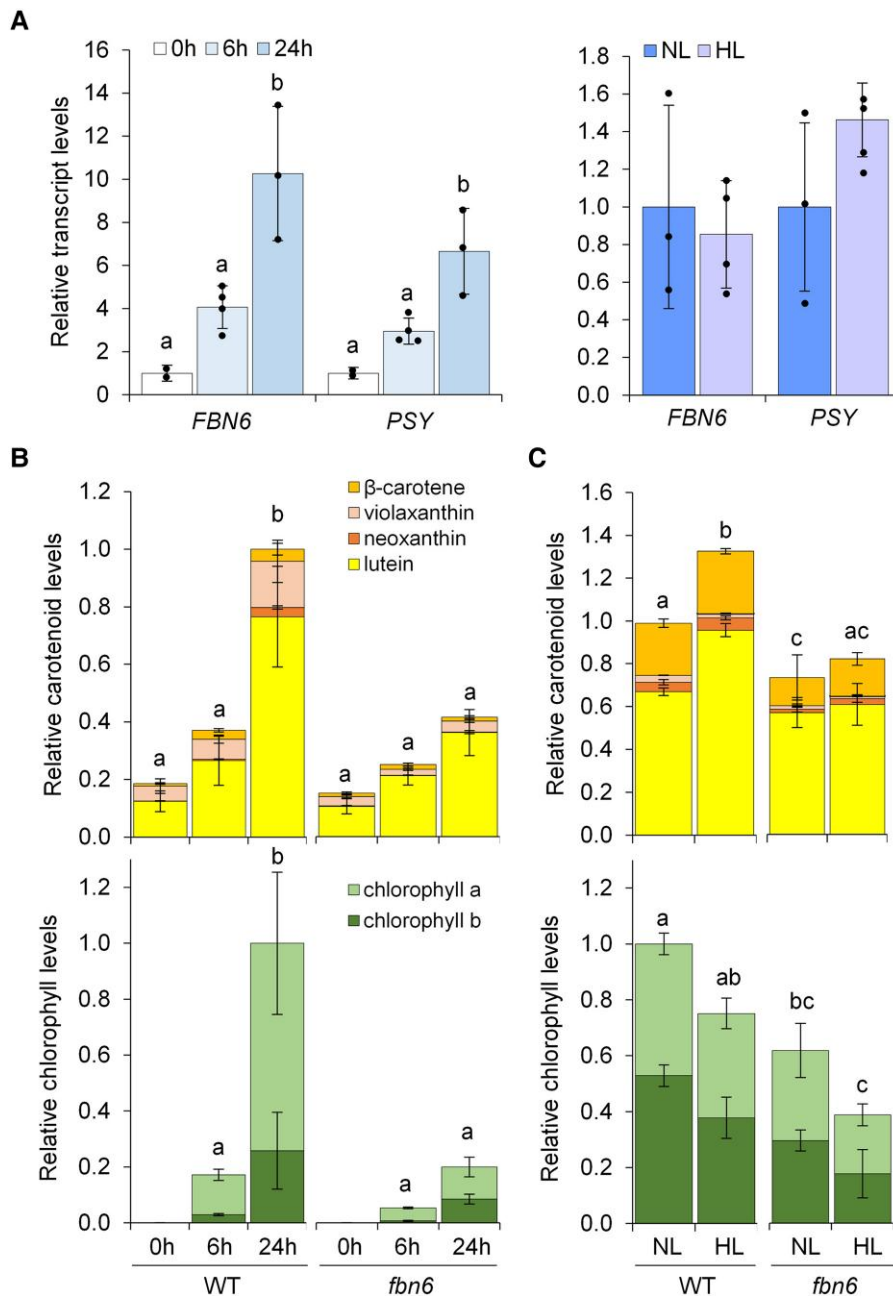 A
0h 6h 24h
NL HL
Relative transcript levels
16
14
12
10
8
6
4
2
0
a
a
b
a
a
b
FBN6 PSY
1.8
1.6
1.4
1.2
1.0
0.8
0.6
0.4
0.2
0.0
FBN6 PSY
B
Relative carotenoid levels
1.2
1.0
0.8
0.6
0.4
0.2
0.0
β-carotene
violaxanthin
neoxanthin
lutein
a
a
b
a
a
a
Relative chlorophyll levels
1.2
1.0
0.8
0.6
0.4
0.2
0.0
chlorophyll a
chlorophyll b
a
b
a
a
0h 6h 24h 0h 6h 24h
WT fbn6
C
Relative carotenoid levels
1.6
1.4
1.2
1.0
0.8
0.6
0.4
0.2
0.0
a
b
c
ac
Relative chlorophyll levels
1.2
1.0
0.8
0.6
0.4
0.2
0.0
a
ab
bc
c
NL HL NL HL
WT fbn6